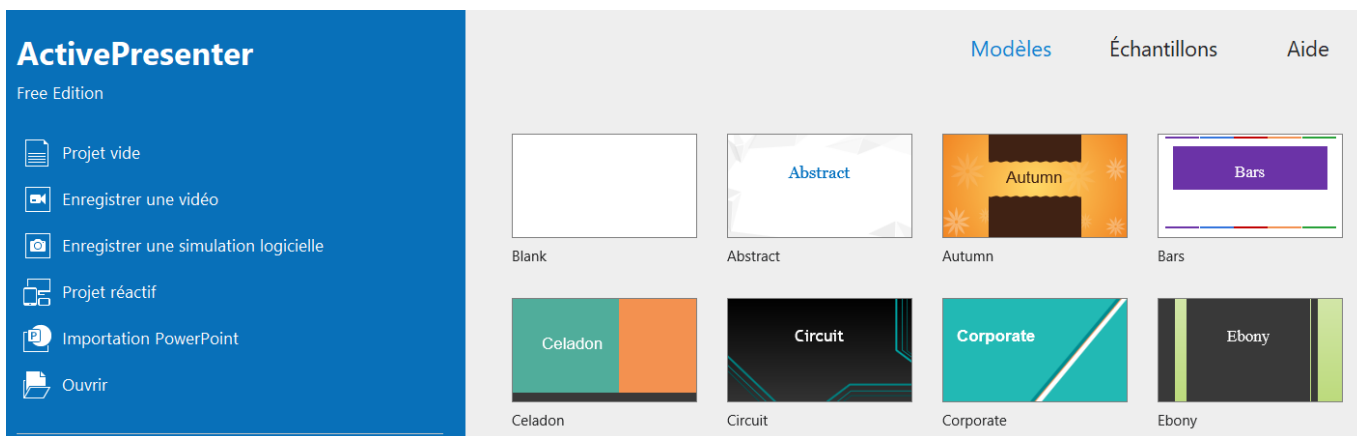 ActivePresenter
Free Edition
Projet vide
Enregistrer une vidéo
Enregistrer une simulation logicielle
Projet réactif
Importation PowerPoint
Ouvrir
Modèles Échantillons Aide
Abstract Autumn Bars
Blank Abstract Autumn Bars
Celadon Circuit Corporate Ebony
Celadon Circuit Corporate Ebony